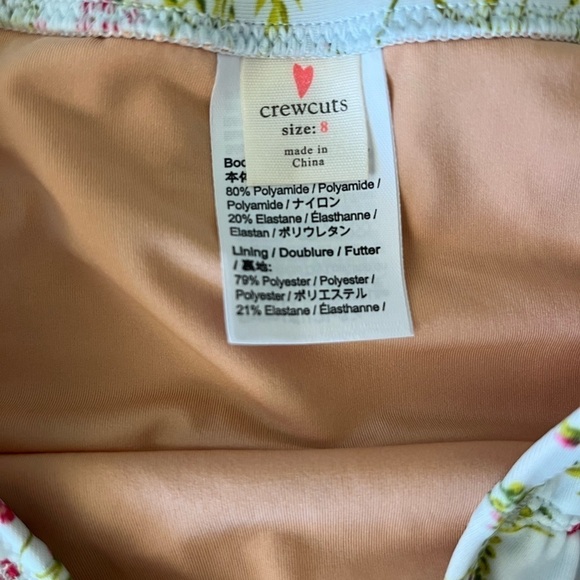 crewcuts
size: 8
made in
China
本
80% Polyamide / Polyamide /
Polyamide / ナイロン
20% Elastane / Élasthanne /
Elastan / ポリウレタン
Lining / Doublure / Futter
/ 裏地:
79% Polyester / Polyester /
Polyester / ポリエステル
21% Elastane / Élasthanne /